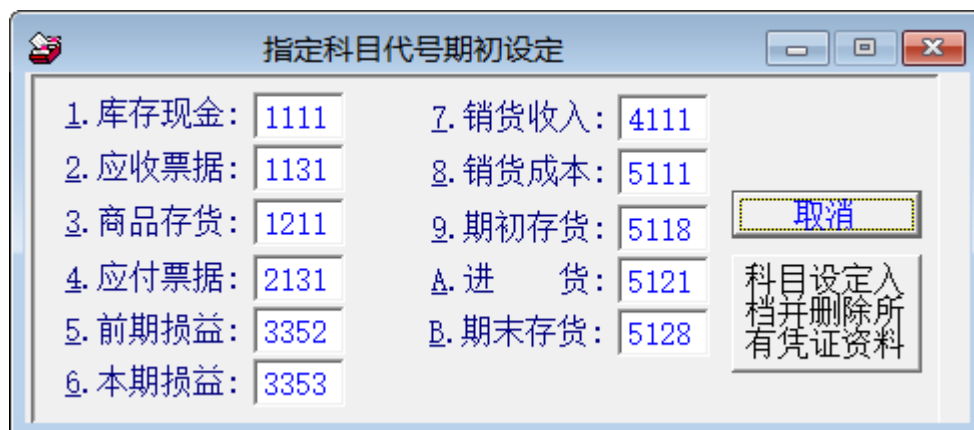 指定科目代号期初设定
1.库存现金: 1111
2.应收票据: 1131
3.商品存货: 1211
4.应付票据: 2131
5.前期损益: 3352
6.本期损益: 3353
7.销货收入: 4111
8.销货成本: 5111
9.期初存货: 5118
A.进 货: 5121
B.期末存货: 5128
取消
科目设定入
档并删除所
有凭证资料